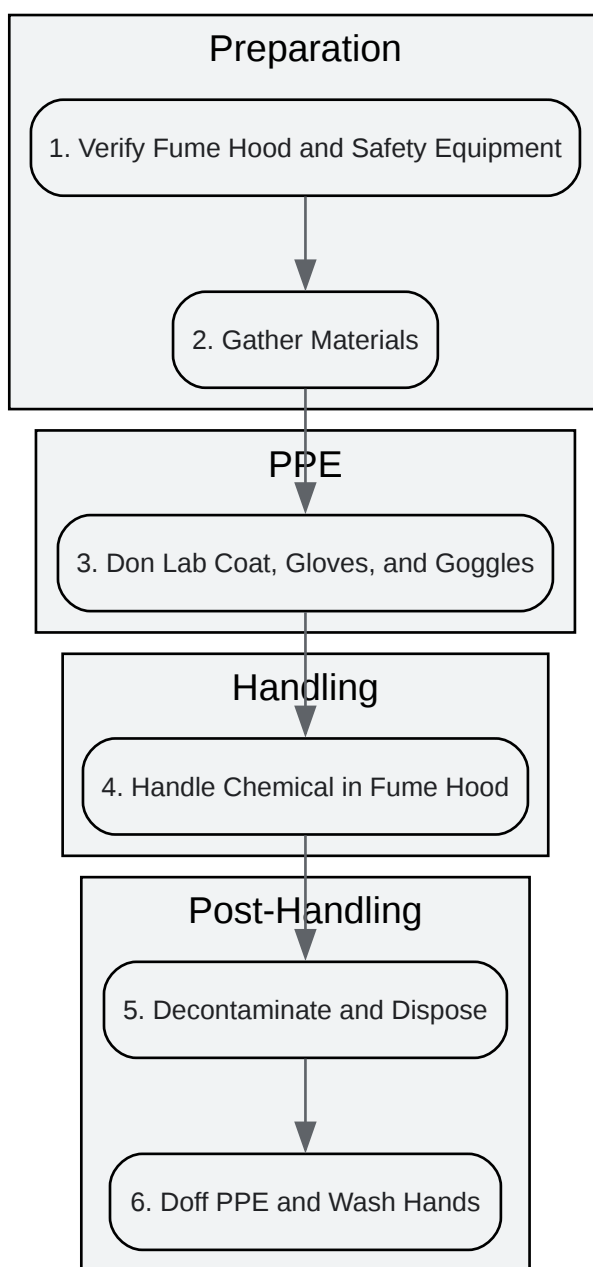 Preparation
1. Verify Fume Hood and Safety Equipment
2. Gather Materials
PPE
3. Don Lab Coat, Gloves, and Goggles
Handling
4. Handle Chemical in Fume Hood
Post-Handling
5. Decontaminate and Dispose
6. Doff PPE and Wash Hands